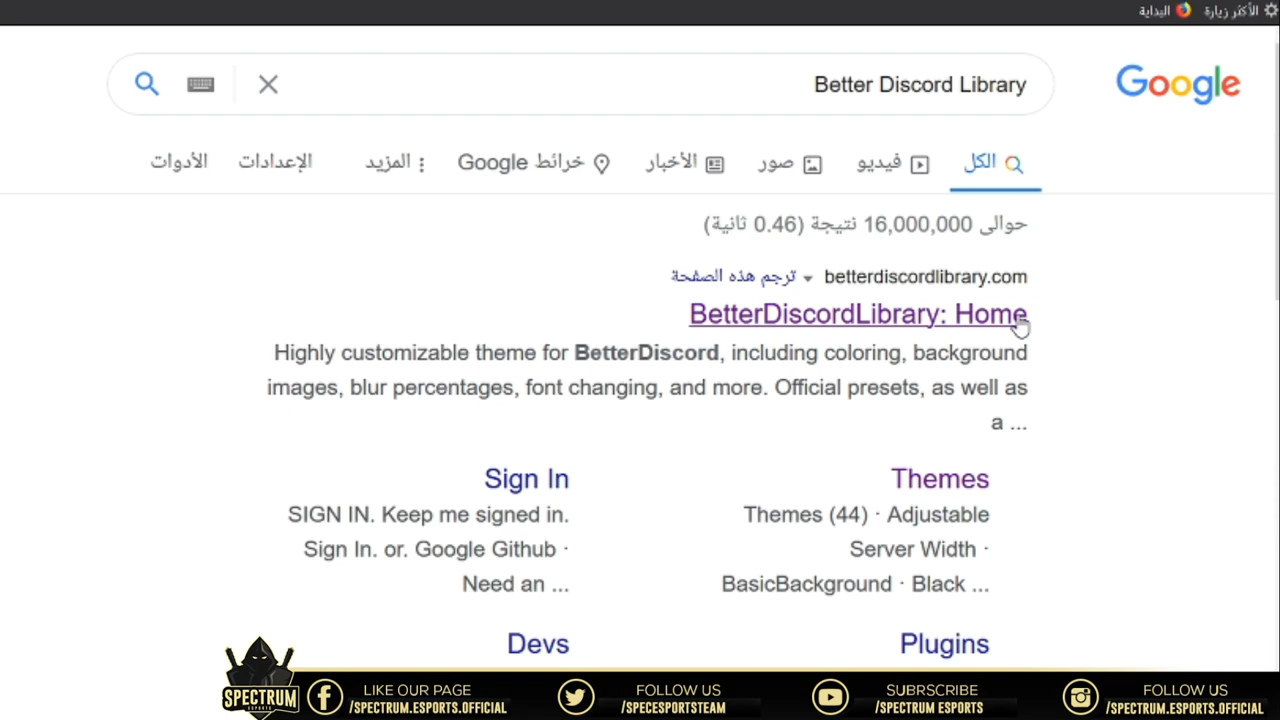 الأكثر زيارة البداية
Better Discord Library
Google
الكل فيديو صور الأخبار خرائط Google المزيد الإعدادات الأدوات
حوالى 16,000,000 نتيجة (0.46 ثانية)
betterdiscordlibrary.com ترجم هذه الصفحة
BetterDiscordLibrary: Home
Highly customizable theme for BetterDiscord, including coloring, background
images, blur percentages, font changing, and more. Official presets, as well as
a ...
Themes
Themes (44) · Adjustable
Server Width ·
BasicBackground · Black ...
Sign In
SIGN IN. Keep me signed in.
Sign In. or. Google Github ·
Need an ...
Plugins
Devs
SPECTRUM
ESPORTS
LIKE OUR PAGE
/SPECTRUM.ESPORTS.OFFICIAL
FOLLOW US
/SPECESPORTSTEAM
SUBRSCRIBE
/SPECTRUM ESPORTS
FOLLOW US
/SPECTRUM.ESPORTS.OFFICIAL